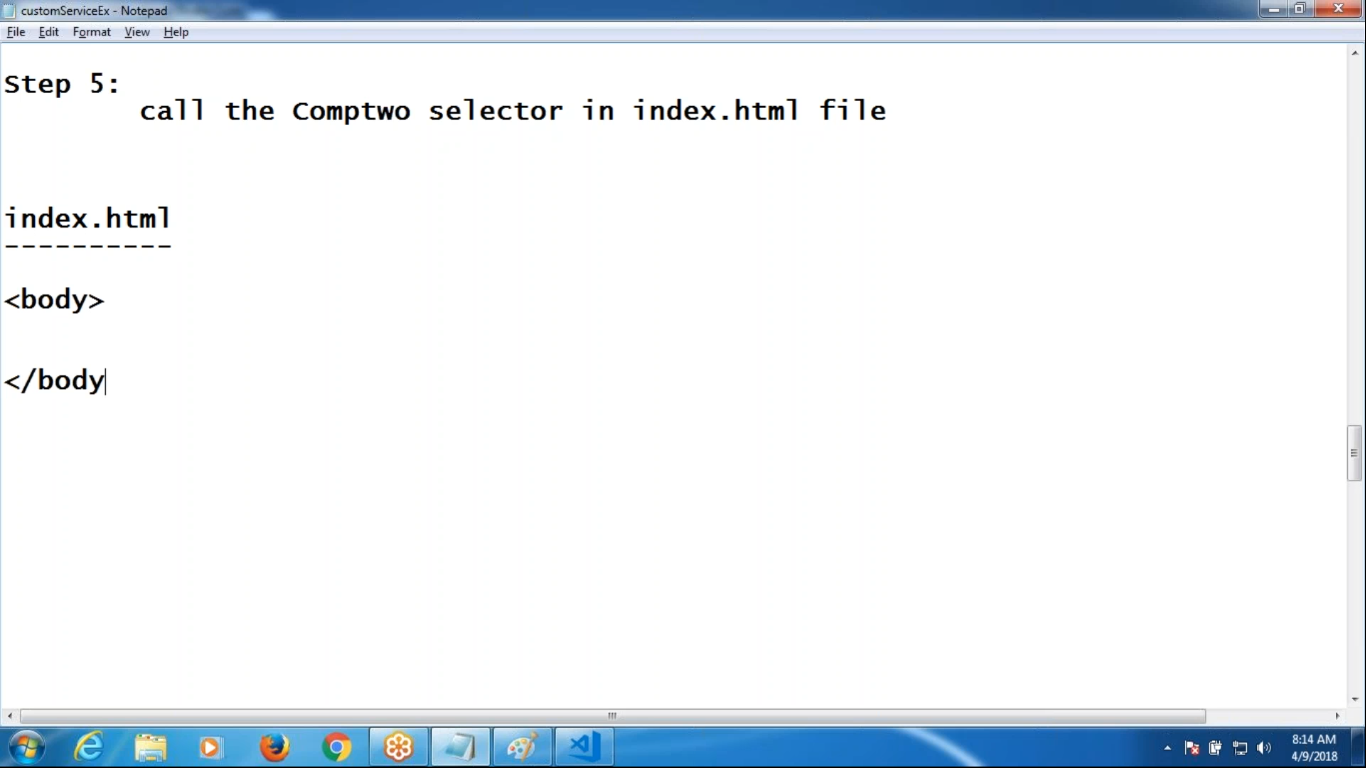 customServiceEx - Notepad
File Edit Format View Help
Step 5:
call the Comptwo selector in index.html file
index.html
----------
<body>
</body
8:14 AM
4/9/2018